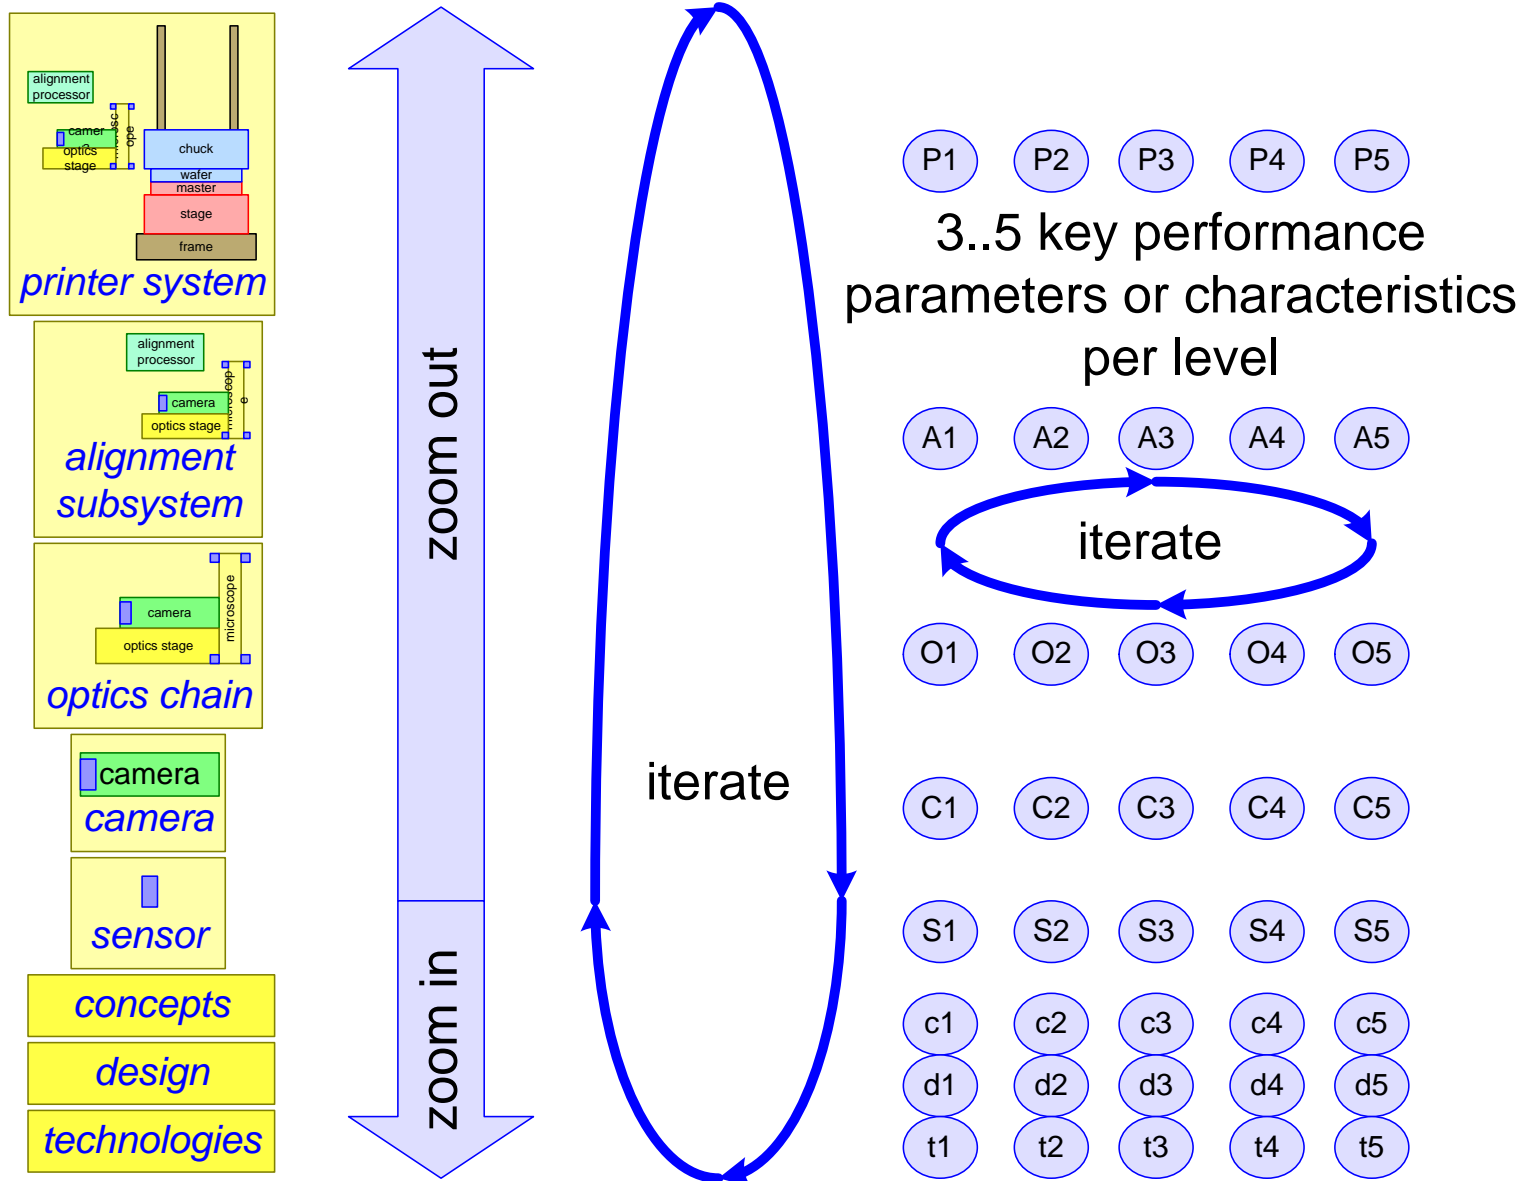 alignment
processor
camer
a
optics
stage
microsc
ope
chuck
wafer
master
stage
frame
printer system
alignment
processor
camera
optics stage
microscop
e
alignment
subsystem
camera
optics stage
microscope
optics chain
camera
camera
sensor
concepts
design
technologies
zoom out
zoom in
iterate
P1 P2 P3 P4 P5
3..5 key performance
parameters or characteristics
per level
A1 A2 A3 A4 A5
iterate
O1 O2 O3 O4 O5
C1 C2 C3 C4 C5
S1 S2 S3 S4 S5
c1 c2 c3 c4 c5
d1 d2 d3 d4 d5
t1 t2 t3 t4 t5